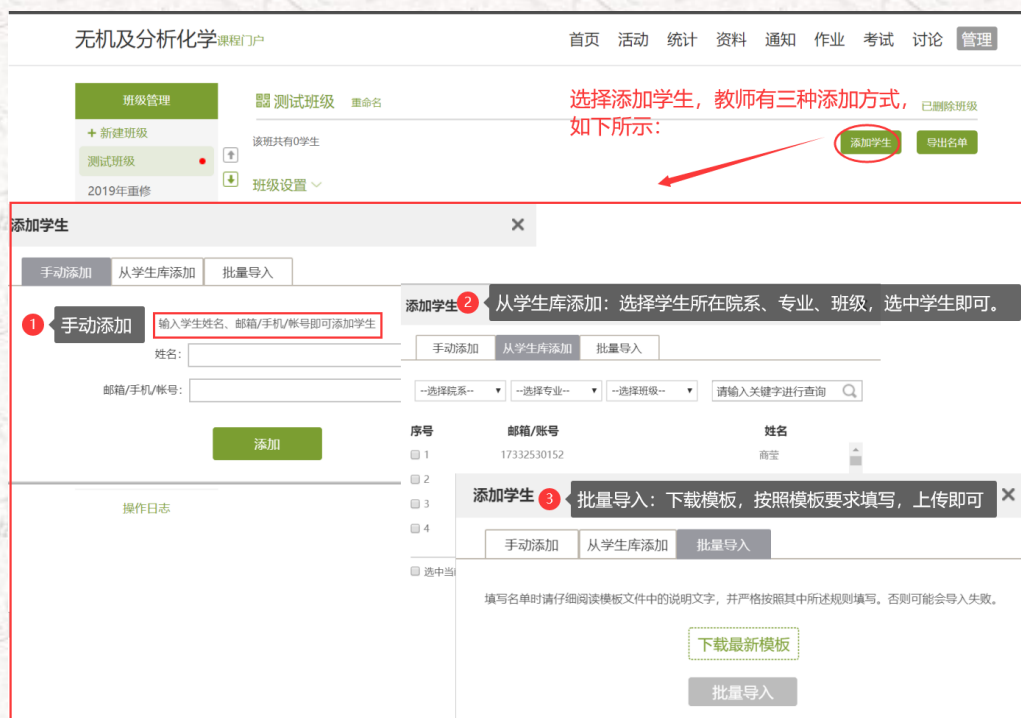 无机及分析化学课程门户
首页 活动 统计 资料 通知 作业 考试 讨论 管理
班级管理
+ 新建班级
测试班级
2019年重修
测试班级 重命名
该班共有0学生
班级设置
选择添加学生，教师有三种添加方式，
如下所示：
已删除班级
添加学生
导出名单
添加学生
手动添加 从学生库添加 批量导入
1 手动添加
输入学生姓名、邮箱/手机/帐号即可添加学生
姓名:
邮箱/手机/帐号:
添加
操作日志
添加学生
2 从学生库添加：选择学生所在院系、专业、班级，选中学生即可。
手动添加 从学生库添加 批量导入
--选择院系-- --选择专业-- --选择班级-- 请输入关键字进行查询
序号 邮箱/账号 姓名
1 17332530152 商莹
2
3
4
选中当
添加学生
3 批量导入：下载模板，按照模板要求填写，上传即可
手动添加 从学生库添加 批量导入
填写名单时请仔细阅读模板文件中的说明文字，并严格按照其中所述规则填写。否则可能会导入失败。
下载最新模板
批量导入